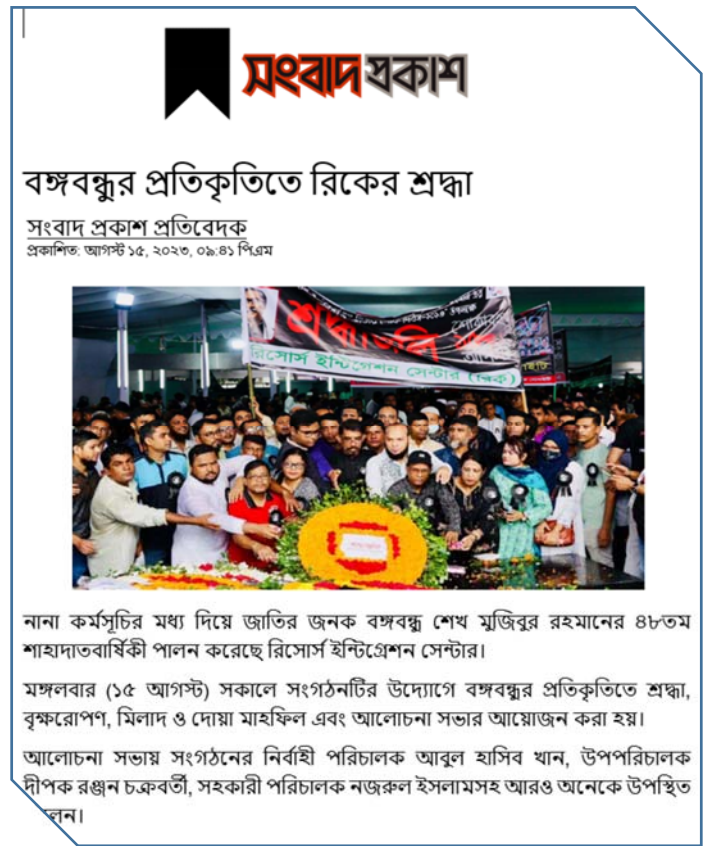 সংবাদ প্রকাশ
বঙ্গবন্ধুর প্রতিকৃতিতে রিকের শ্রদ্ধা
সংবাদ প্রকাশ প্রতিবেদক
প্রকাশিত: আগস্ট ১৫, ২০২৩, ০৯:৪১ পিএম
শ্রদ্ধাঞ্জলি
রিসোর্স ইন্টিগ্রেশন সেন্টার (রিক)
নানা কর্মসূচির মধ্য দিয়ে জাতির জনক বঙ্গবন্ধু শেখ মুজিবুর রহমানের ৪৮তম
শাহাদাতবার্ষিকী পালন করেছে রিসোর্স ইন্টিগ্রেশন সেন্টার।
মঙ্গলবার (১৫ আগস্ট) সকালে সংগঠনটির উদ্যোগে বঙ্গবন্ধুর প্রতিকৃতিতে শ্রদ্ধা,
বৃক্ষরোপণ, মিলাদ ও দোয়া মাহফিল এবং আলোচনা সভার আয়োজন করা হয়।
আলোচনা সভায় সংগঠনের নির্বাহী পরিচালক আবুল হাসিব খান, উপপরিচালক
দীপক রঞ্জন চক্রবর্তী, সহকারী পরিচালক নজরুল ইসলামসহ আরও অনেকে উপস্থিত